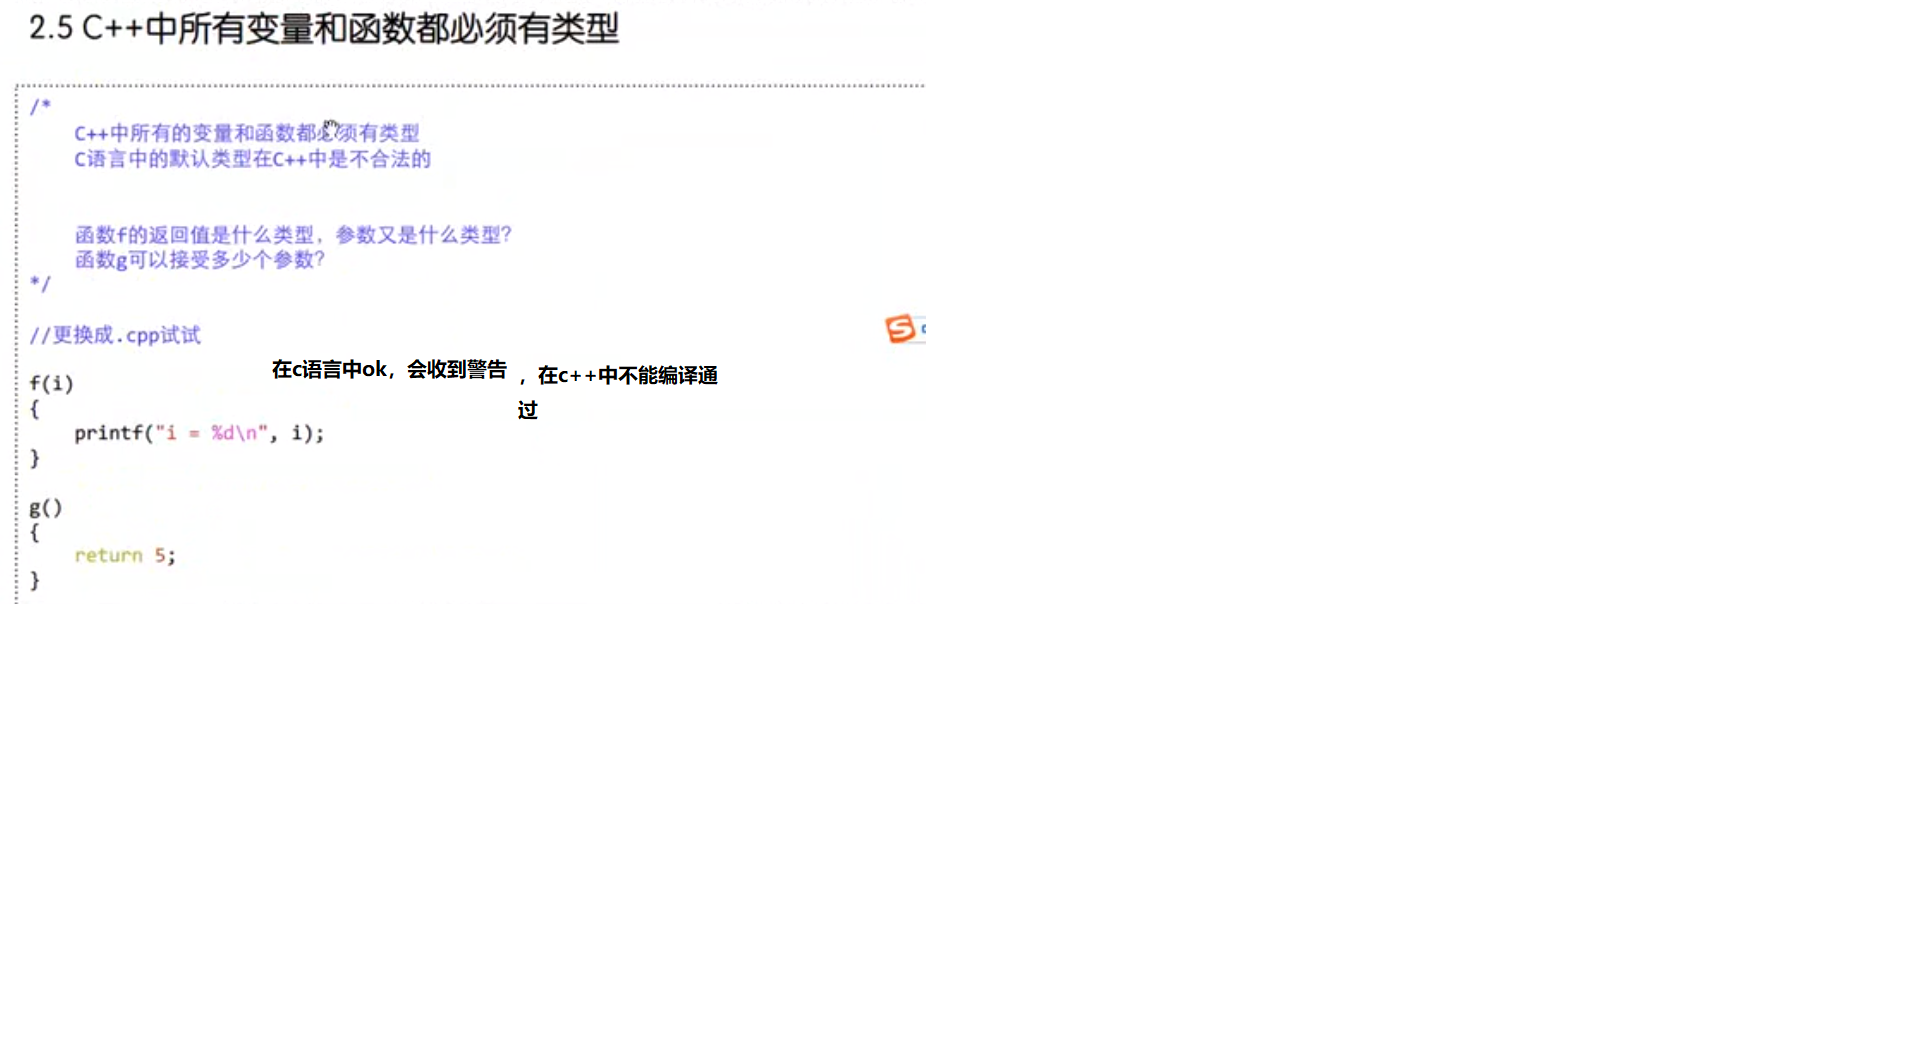 2.5 C++中所有变量和函数都必须有类型
/*
C++中所有的变量和函数都必须有类型
C语言中的默认类型在C++中是不合法的
函数f的返回值是什么类型，参数又是什么类型？
函数g可以接受多少个参数？
*/
//更换成.cpp试试
在c语言中ok，会收到警告
，在c++中不能编译通
过
f(i)
{
printf("i = %d\n", i);
}
g()
{
return 5;
}